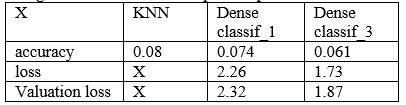 X KNN Dense Dense
classif_1 classif_3
accuracy 0.08 0.074 0.061
loss X 2.26 1.73
Valuation loss X 2.32 1.87